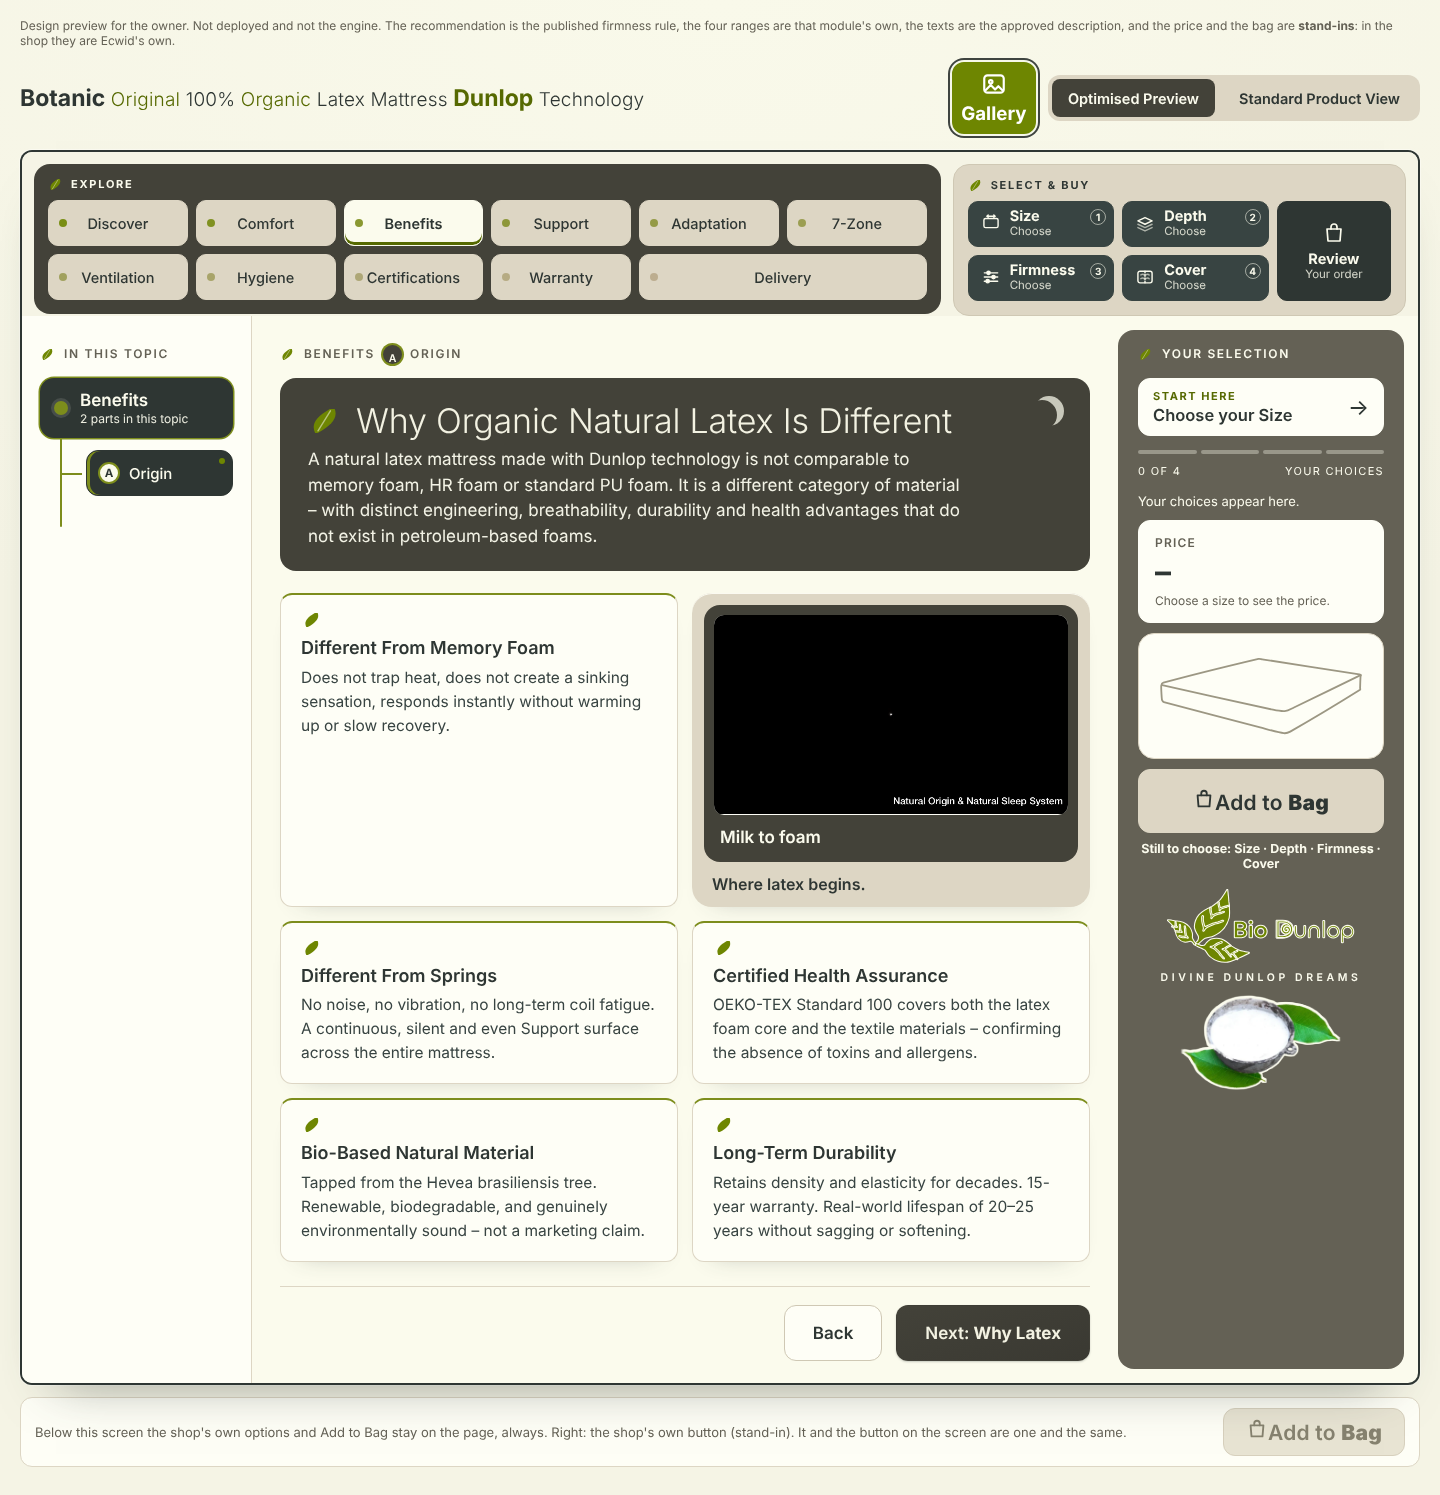 Design preview for the owner. Not deployed and not the engine. The recommendation is the published firmness rule, the four ranges are that module's own, the texts are the approved description, and the price and the bag are stand-ins: in the
shop they are Ecwid's own.
Botanic Original 100% Organic Latex Mattress Dunlop Technology
Gallery
Optimised Preview
Standard Product View
EXPLORE
Discover
Comfort
Benefits
Support
Adaptation
7-Zone
Ventilation
Hygiene
Certifications
Warranty
Delivery
SELECT & BUY
Size
Choose
1
Depth
Choose
2
Firmness
Choose
3
Cover
Choose
4
Review
Your order
IN THIS TOPIC
Benefits
2 parts in this topic
A
Origin
BENEFITS A ORIGIN
Why Organic Natural Latex Is Different
A natural latex mattress made with Dunlop technology is not comparable to
memory foam, HR foam or standard PU foam. It is a different category of material
– with distinct engineering, breathability, durability and health advantages that do
not exist in petroleum-based foams.
Different From Memory Foam
Does not trap heat, does not create a sinking
sensation, responds instantly without warming
up or slow recovery.
Natural Origin & Natural Sleep System
Milk to foam
Where latex begins.
Different From Springs
No noise, no vibration, no long-term coil fatigue.
A continuous, silent and even Support surface
across the entire mattress.
Certified Health Assurance
OEKO-TEX Standard 100 covers both the latex
foam core and the textile materials – confirming
the absence of toxins and allergens.
Bio-Based Natural Material
Tapped from the Hevea brasiliensis tree.
Renewable, biodegradable, and genuinely
environmentally sound – not a marketing claim.
Long-Term Durability
Retains density and elasticity for decades. 15-
year warranty. Real-world lifespan of 20–25
years without sagging or softening.
Back
Next: Why Latex
YOUR SELECTION
START HERE
Choose your Size
0 OF 4
YOUR CHOICES
Your choices appear here.
PRICE
–
Choose a size to see the price.
Add to Bag
Still to choose: Size · Depth · Firmness ·
Cover
Bio Dunlop
DIVINE DUNLOP DREAMS
Below this screen the shop's own options and Add to Bag stay on the page, always. Right: the shop's own button (stand-in). It and the button on the screen are one and the same.
Add to Bag